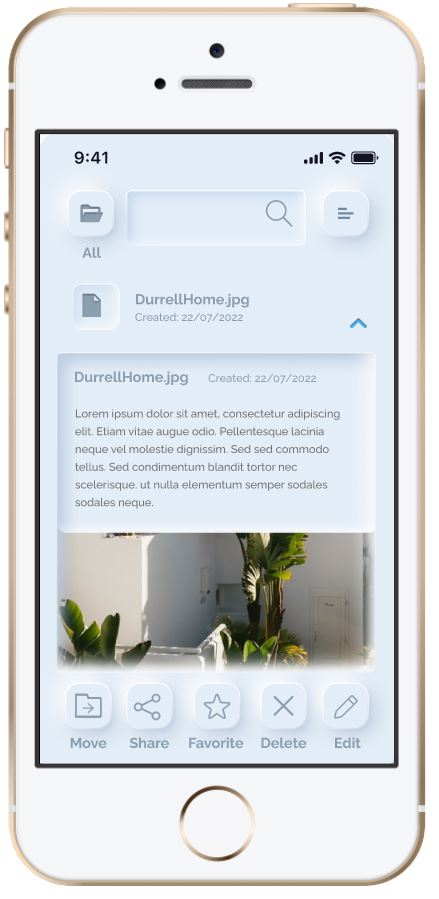 9:41
All
DurrellHome.jpg
Created: 22/07/2022
DurrellHome.jpg Created: 22/07/2022
Lorem ipsum dolor sit amet, consectetur adipiscing
elit. Etiam vitae augue odio. Pellentesque lacinia
neque vel molestie dignissim. Sed sed commodo
tellus. Sed condimentum blandit tortor nec
scelerisque. ut nulla elementum semper sodales
sodales neque.
Move Share Favorite Delete Edit